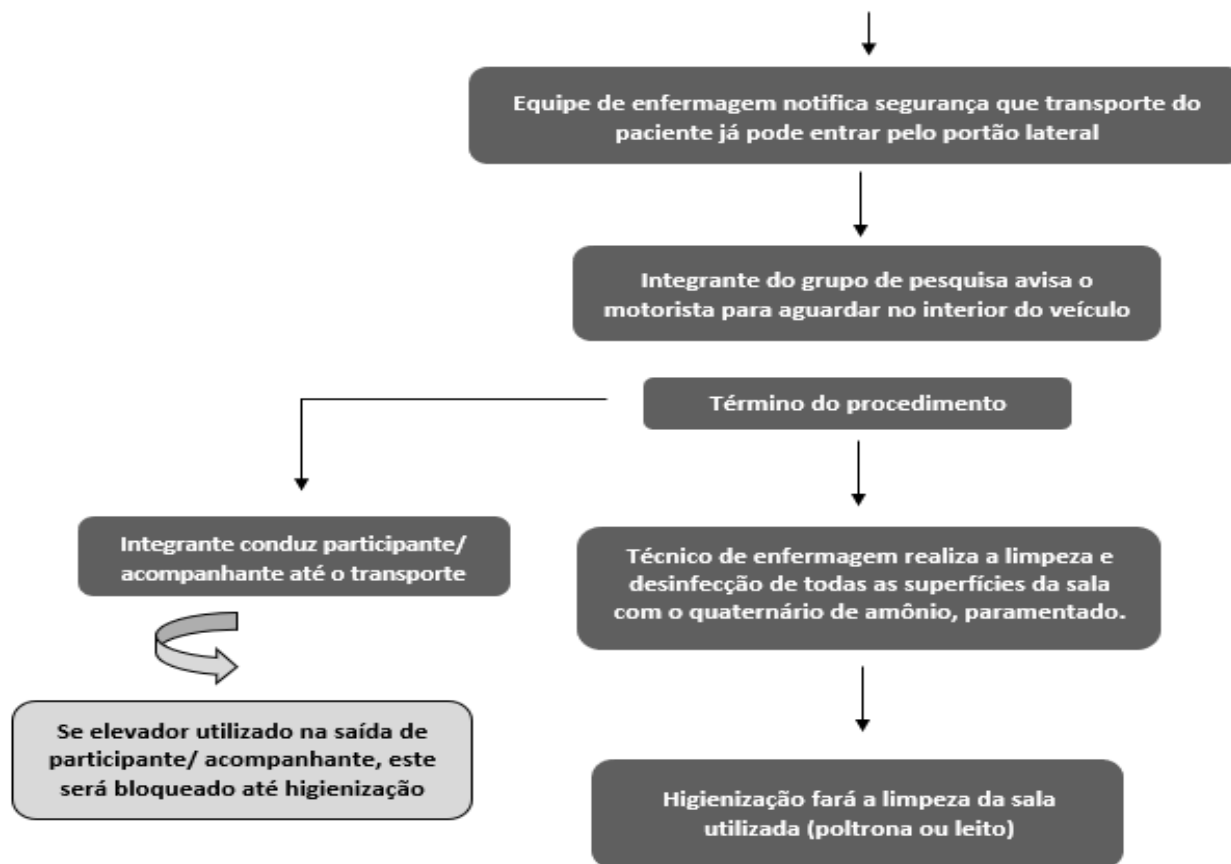 Equipe de enfermagem notifica segurança que transporte do
paciente já pode entrar pelo portão lateral
Integrante do grupo de pesquisa avisa o
motorista para aguardar no interior do veículo
Término do procedimento
Integrante conduz participante/
acompanhante até o transporte
Técnico de enfermagem realiza a limpeza e
desinfecção de todas as superfícies da sala
com o quaternário de amônio, paramentado.
Se elevador utilizado na saída de
participante/ acompanhante, este
será bloqueado até higienização
Higienização fará a limpeza da sala
utilizada (poltrona ou leito)